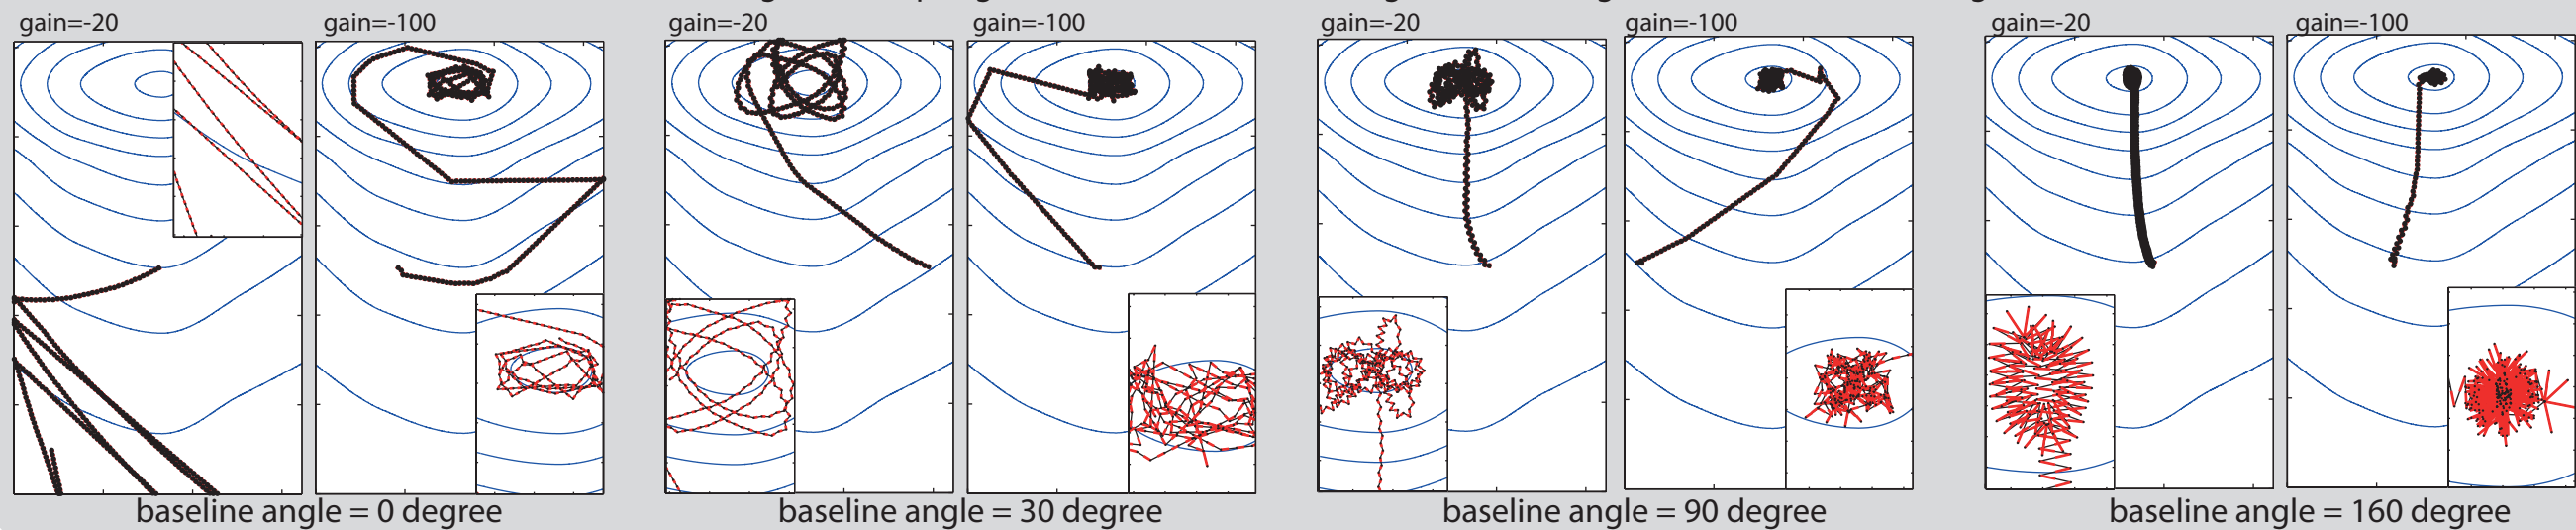 gain=-20
gain=-100
gain=-20
gain=-100
gain=-20
gain=-100
gain=-20
gain=-100
baseline angle = 0 degree
baseline angle = 30 degree
baseline angle = 90 degree
baseline angle = 160 degree